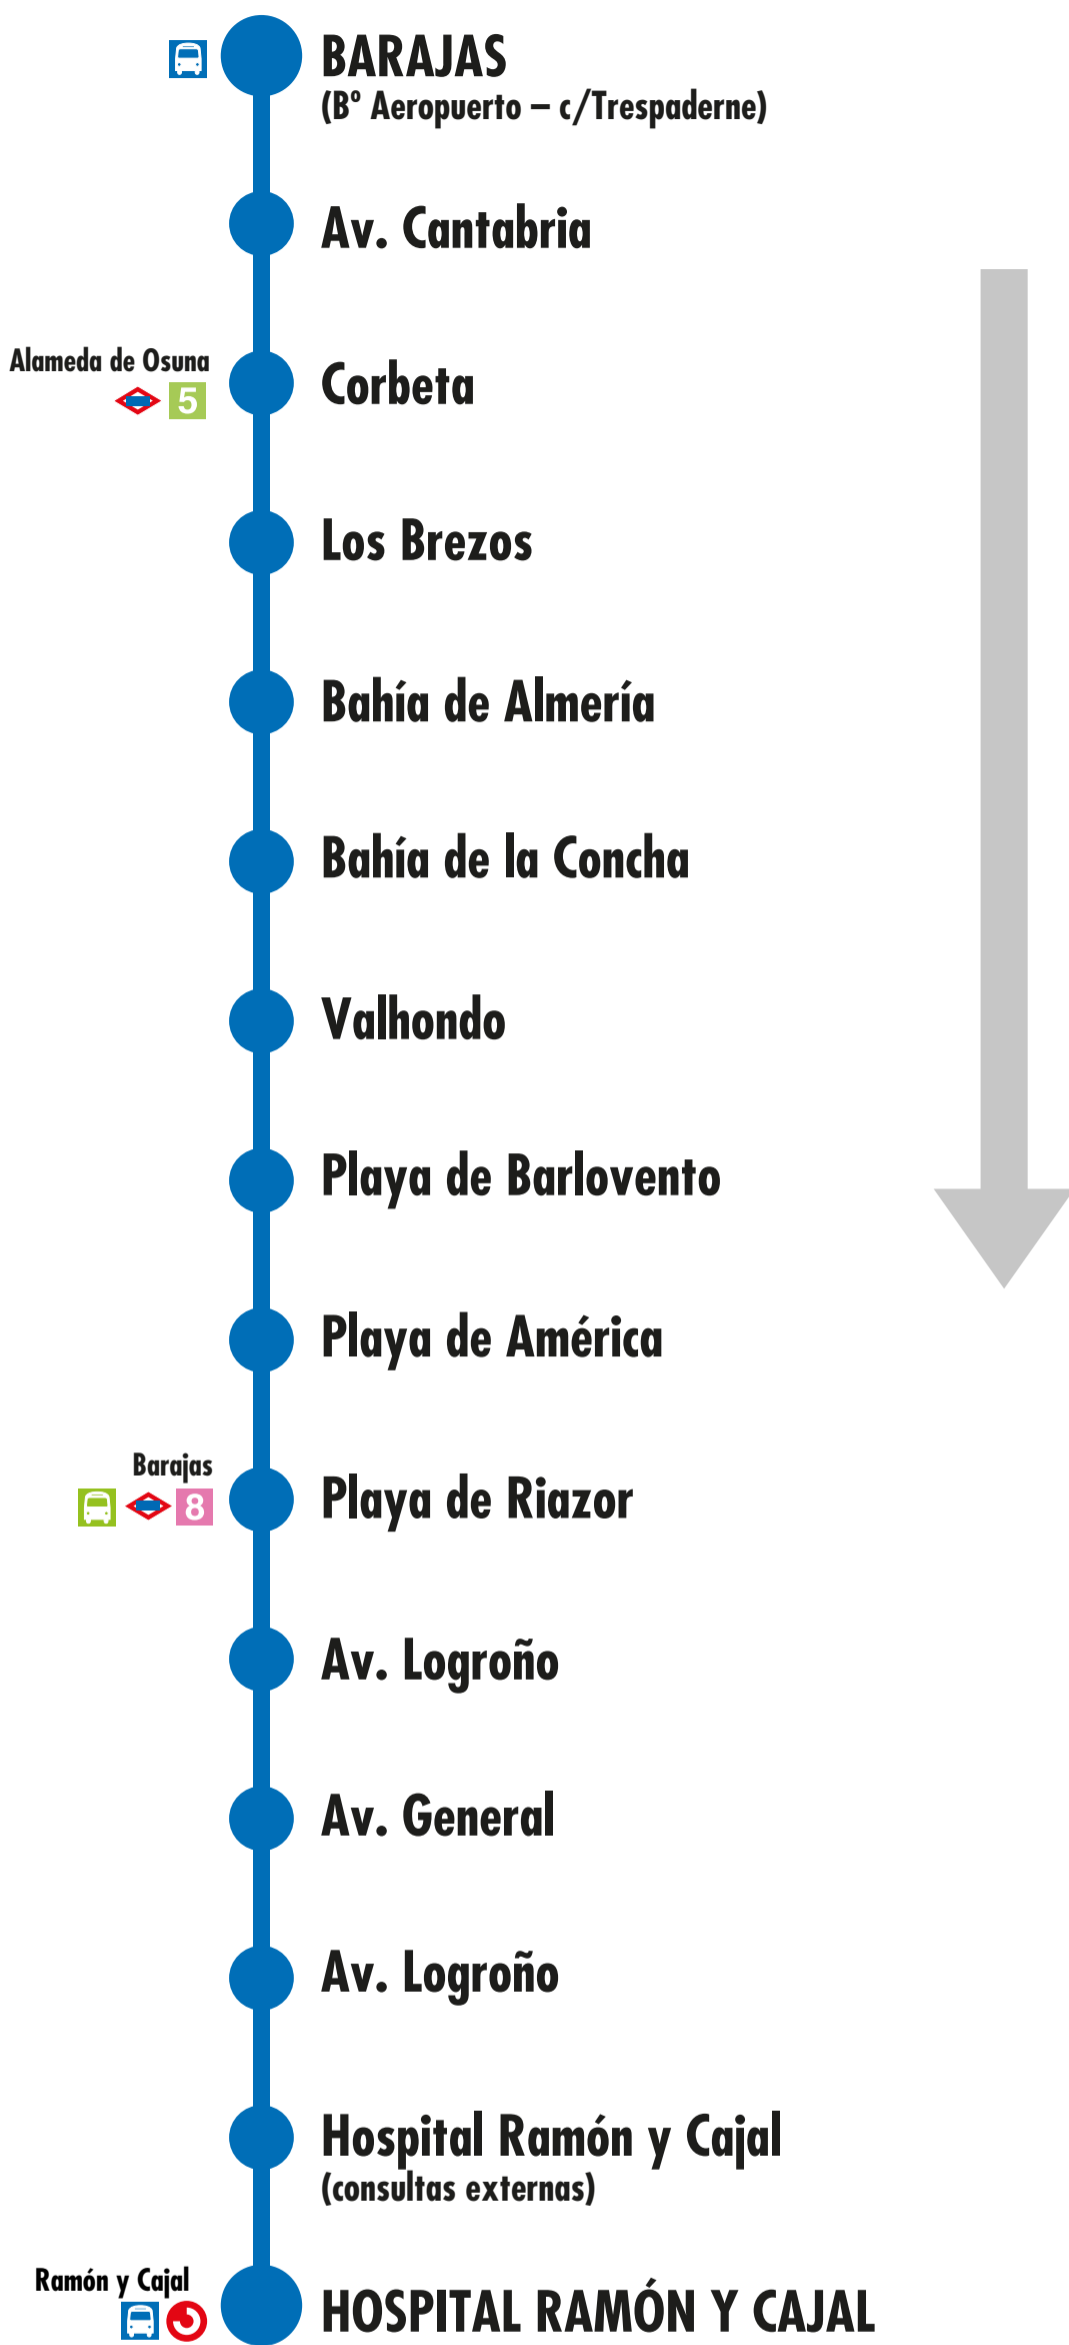 BARAJAS
(Bº Aeropuerto – c/Trespaderne)
Av. Cantabria
Alameda de Osuna
5
Corbeta
Los Brezos
Bahía de Almería
Bahía de la Concha
Valhondo
Playa de Barlovento
Playa de América
Barajas
8
Playa de Riazor
Av. Logroño
Av. General
Av. Logroño
Hospital Ramón y Cajal
(consultas externas)
Ramón y Cajal
HOSPITAL RAMÓN Y CAJAL